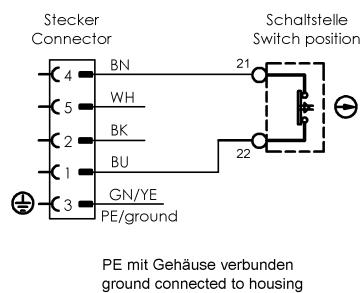 Stecker
Connector
Schaltstelle
Switch position
4 BN 21
5 WH
2 BK
1 BU 22
3 GN/YE
PE/ground
PE mit Gehäuse verbunden
ground connected to housing